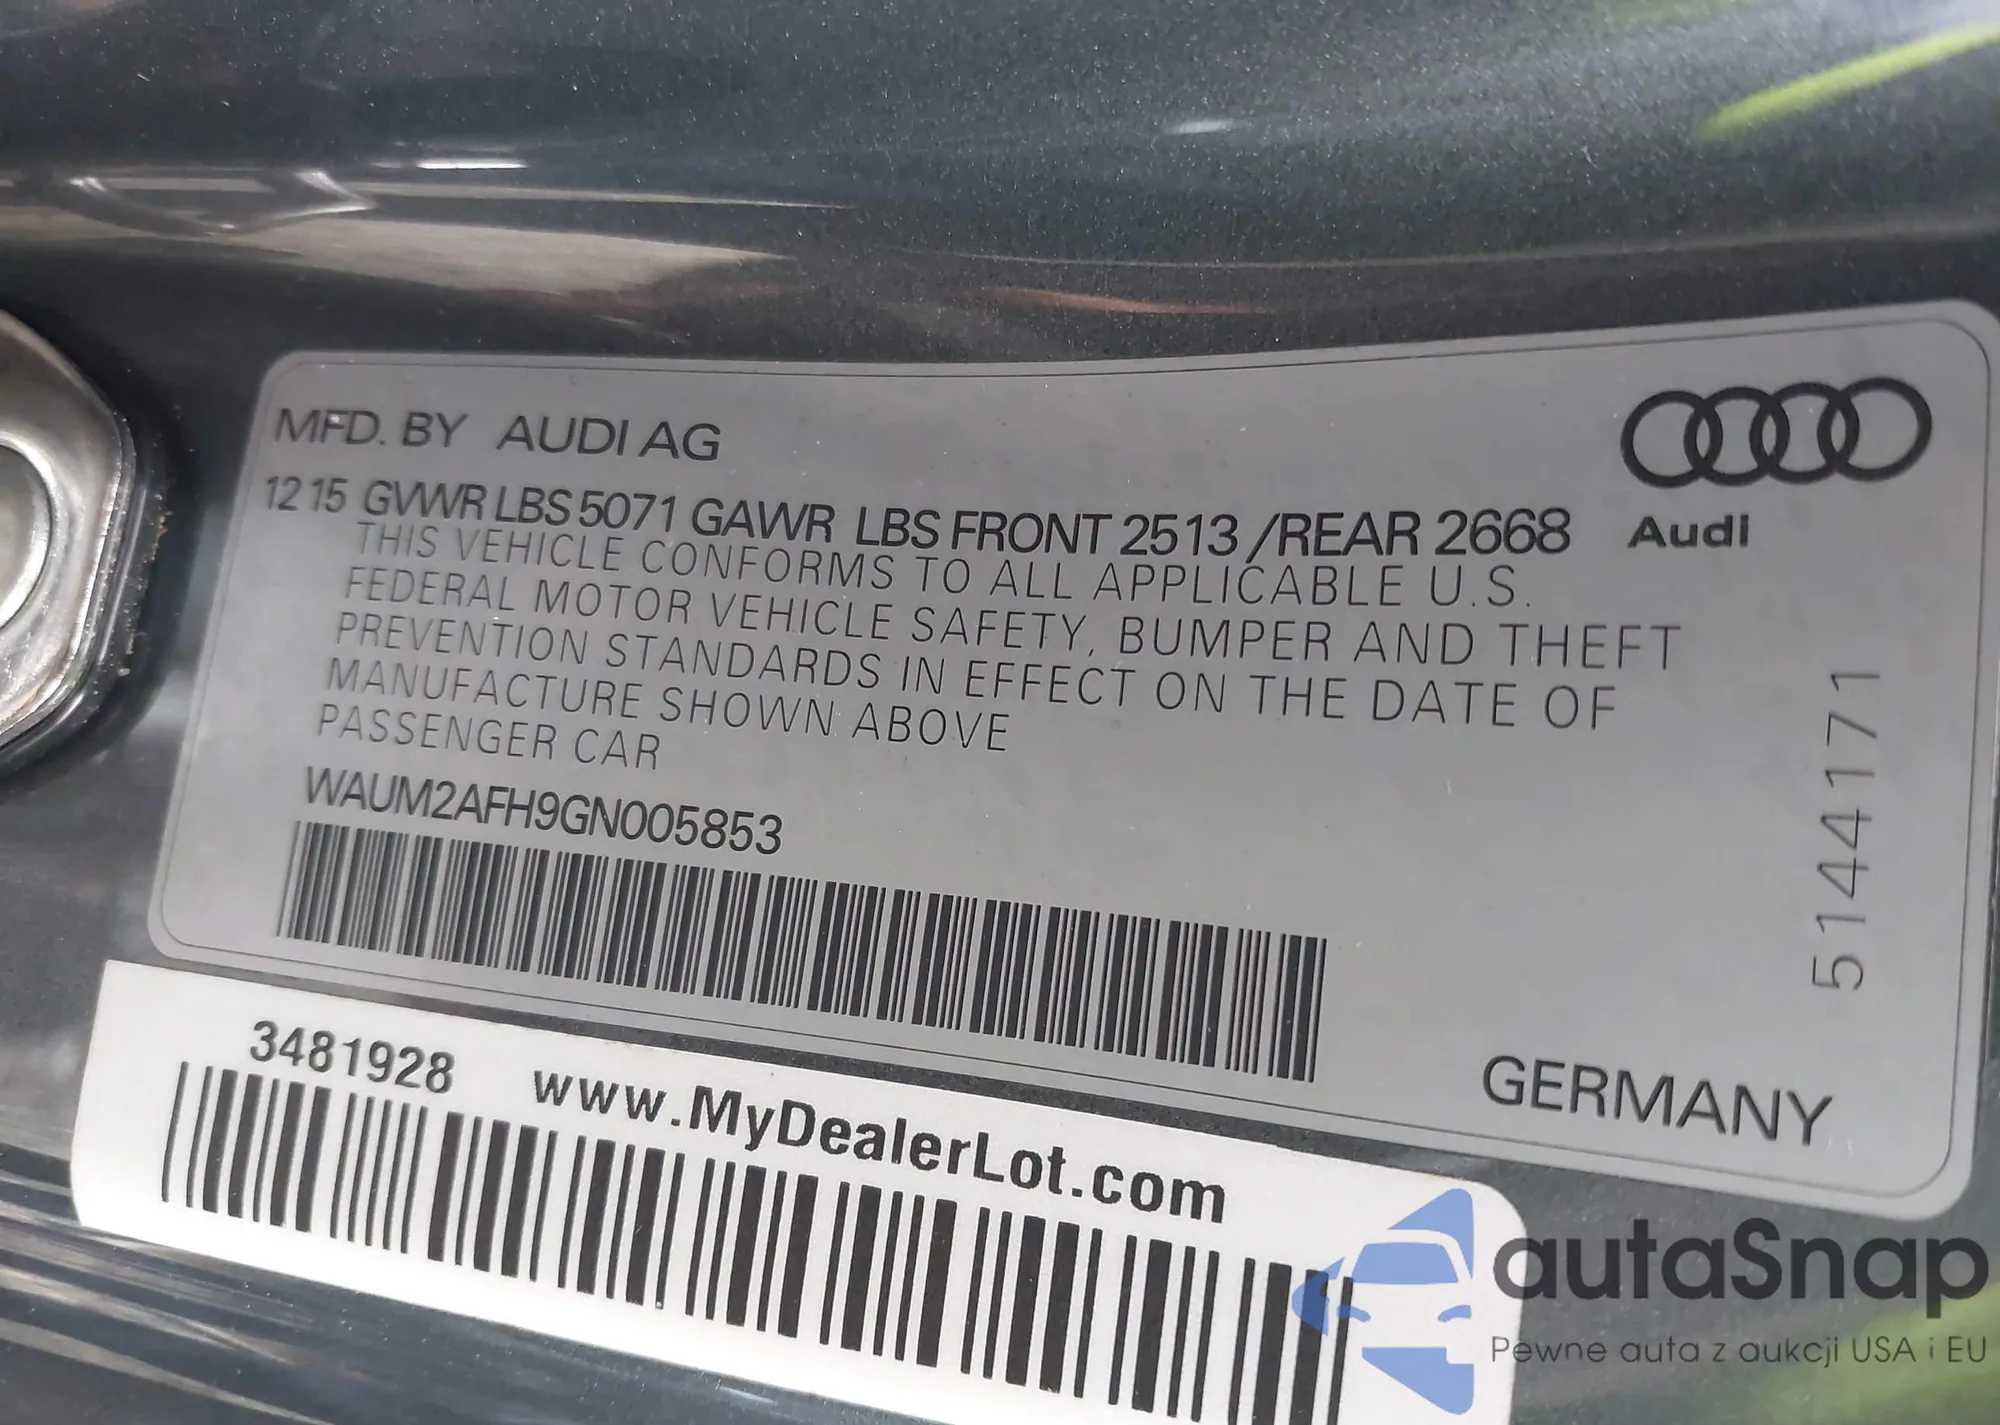 MFD. BY AUDI AG
12 15 GVWR LBS 5071 GAWR LBS FRONT 2513 /REAR 2668
Audi
THIS VEHICLE CONFORMS TO ALL APPLICABLE U.S.
FEDERAL MOTOR VEHICLE SAFETY, BUMPER AND THEFT
PREVENTION STANDARDS IN EFFECT ON THE DATE OF
MANUFACTURE SHOWN ABOVE
PASSENGER CAR
WAUM2AFH9GN005853
5144171
GERMANY
3481928 www.MyDealerLot.com
autaSnap
Pewne auta z aukcji USA i EU